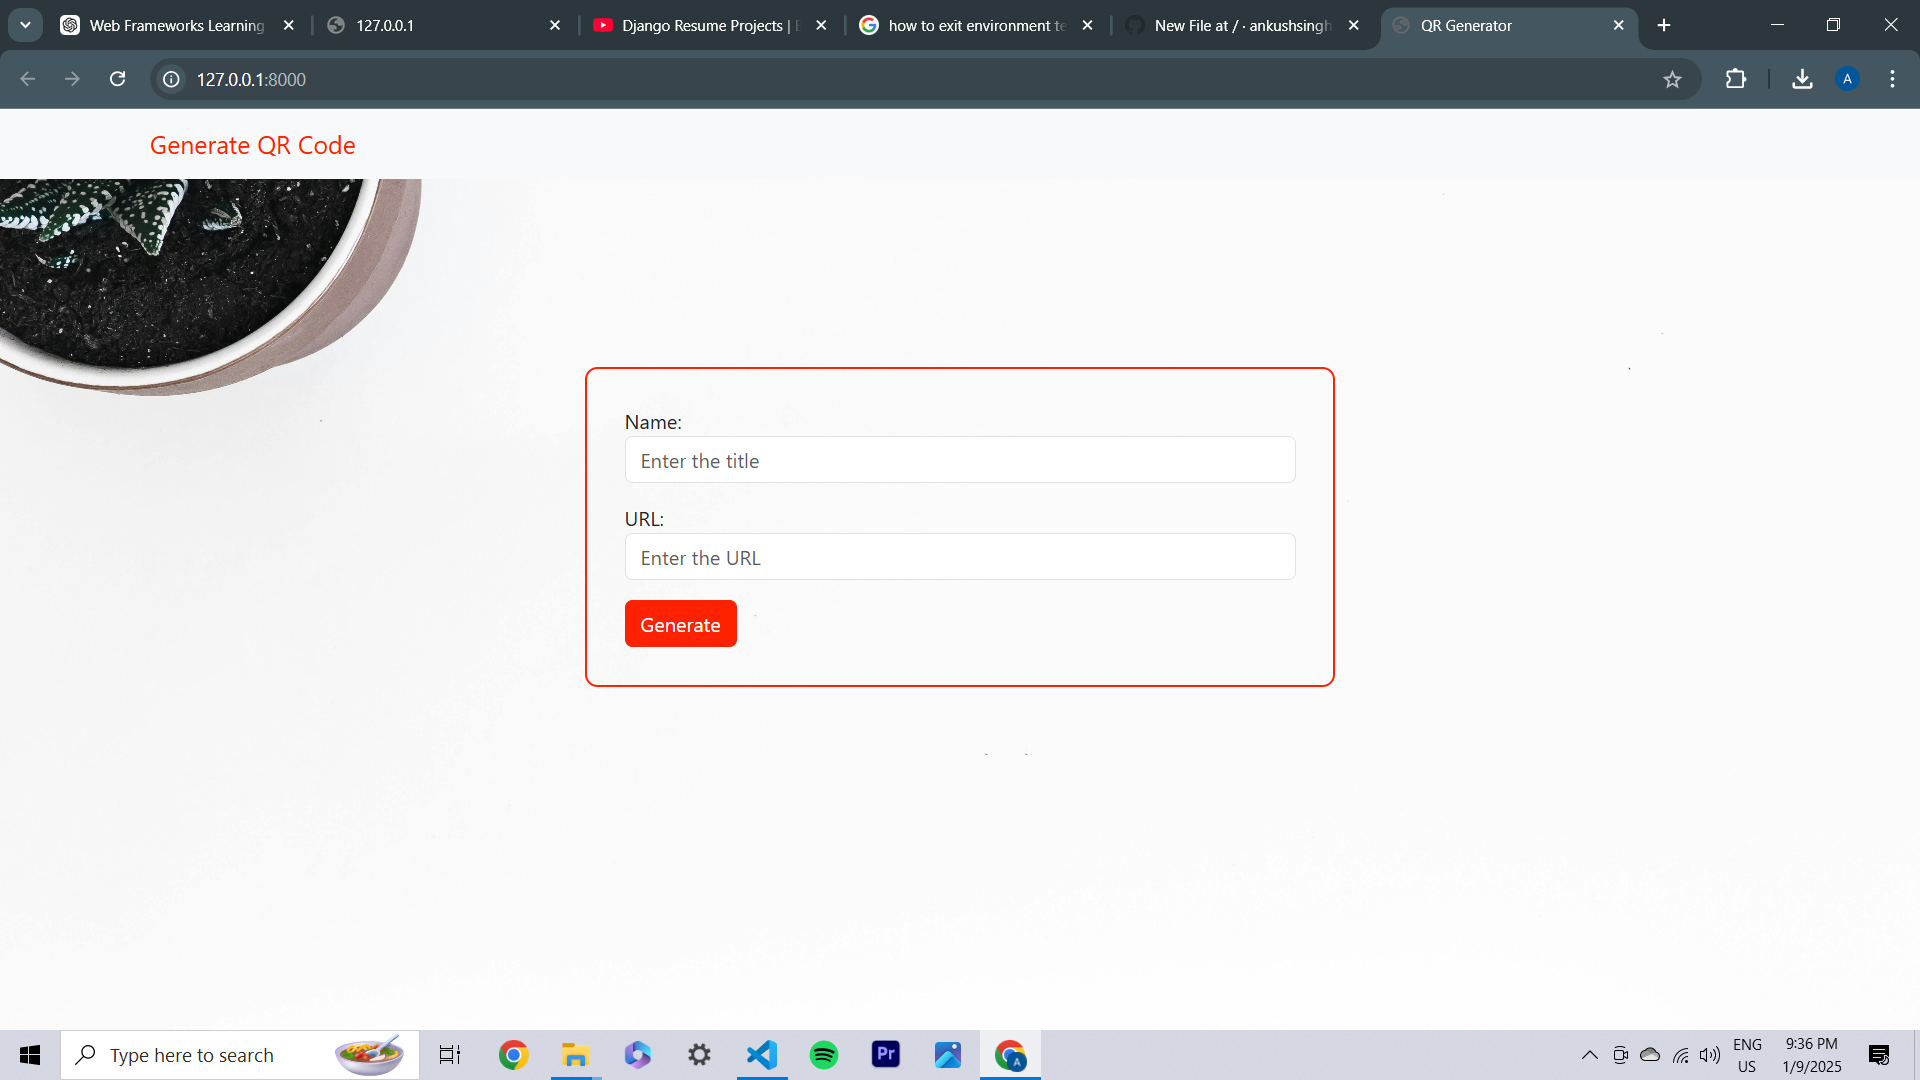 Web Frameworks Learning
127.0.0.1
Django Resume Projects |
how to exit environment te
New File at / · ankushsingh
QR Generator
127.0.0.1:8000
A
Generate QR Code
Name:
Enter the title
URL:
Enter the URL
Generate
Type here to search
Pr
A
ENG
US
9:36 PM
1/9/2025